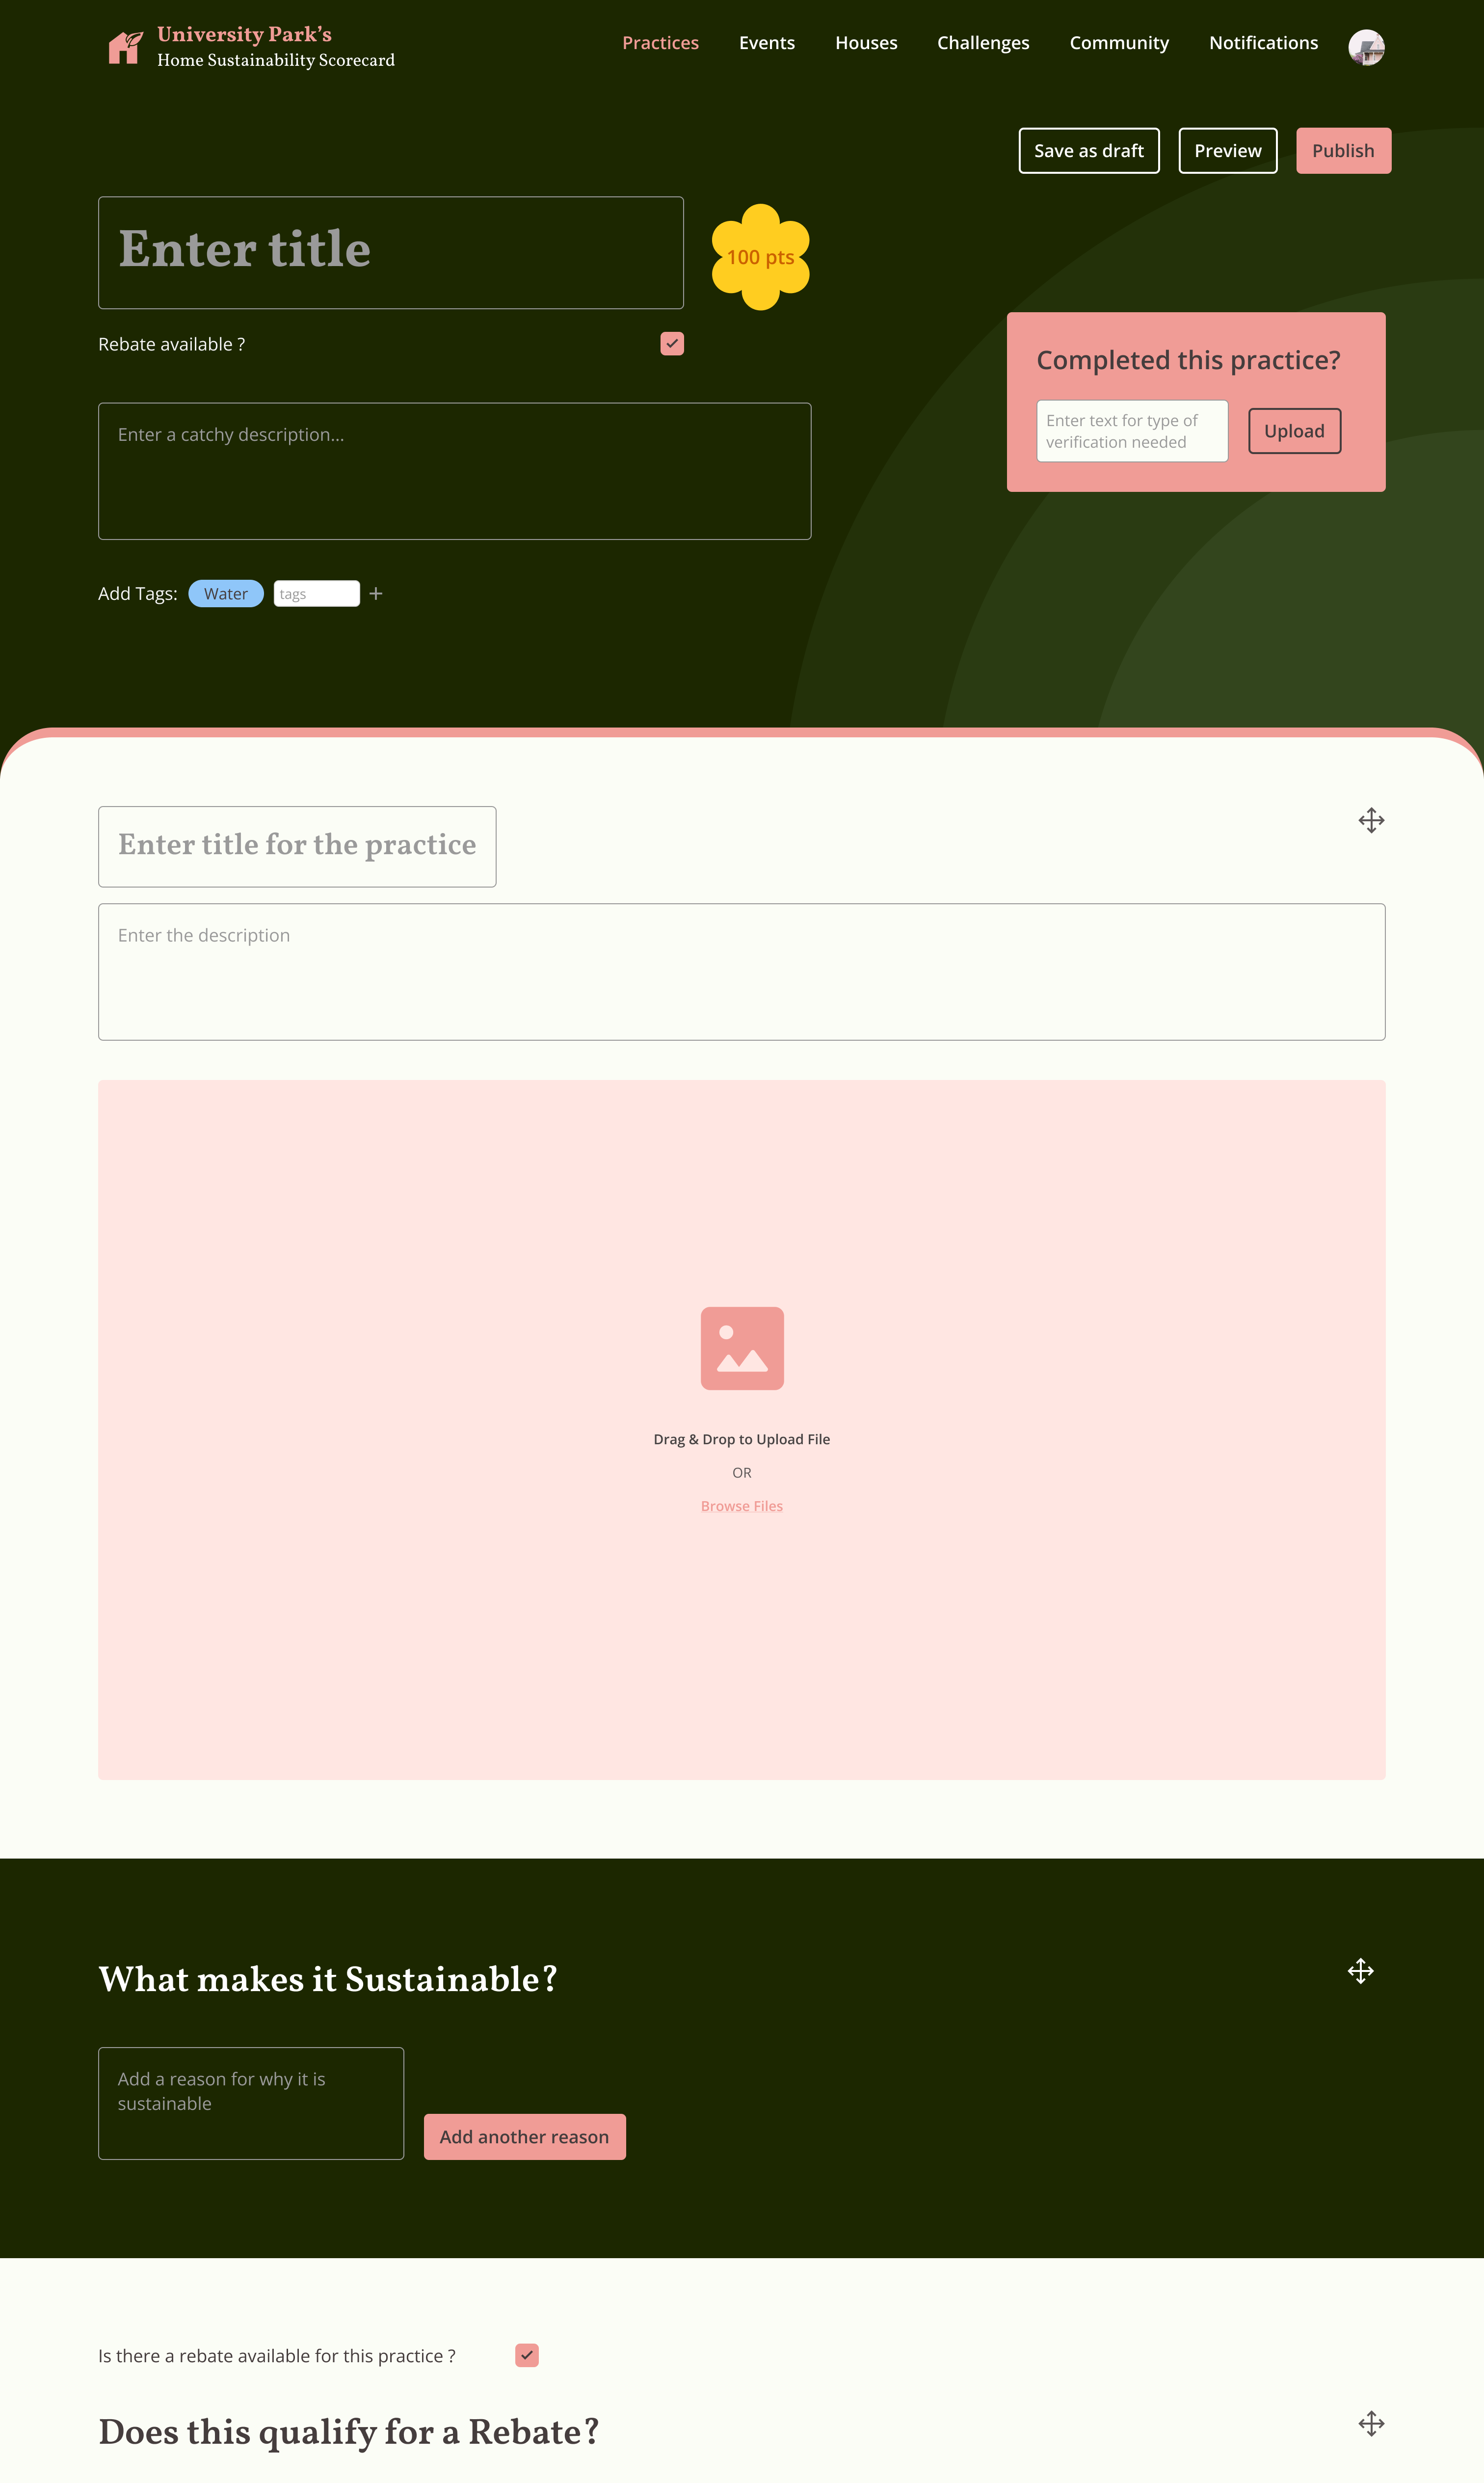 University Park’s
Home Sustainability Scorecard
Practices
Events
Houses
Challenges
Community
Notifications
Save as draft
Preview
Publish
Enter title
100 pts
Rebate available ?
Completed this practice?
Enter text for type of
verification needed
Upload
Enter a catchy description...
Add Tags:
Water
tags
Enter title for the practice
Enter the description
Drag & Drop to Upload File
OR
Browse Files
What makes it Sustainable?
Add a reason for why it is
sustainable
Add another reason
Is there a rebate available for this practice ?
Does this qualify for a Rebate?